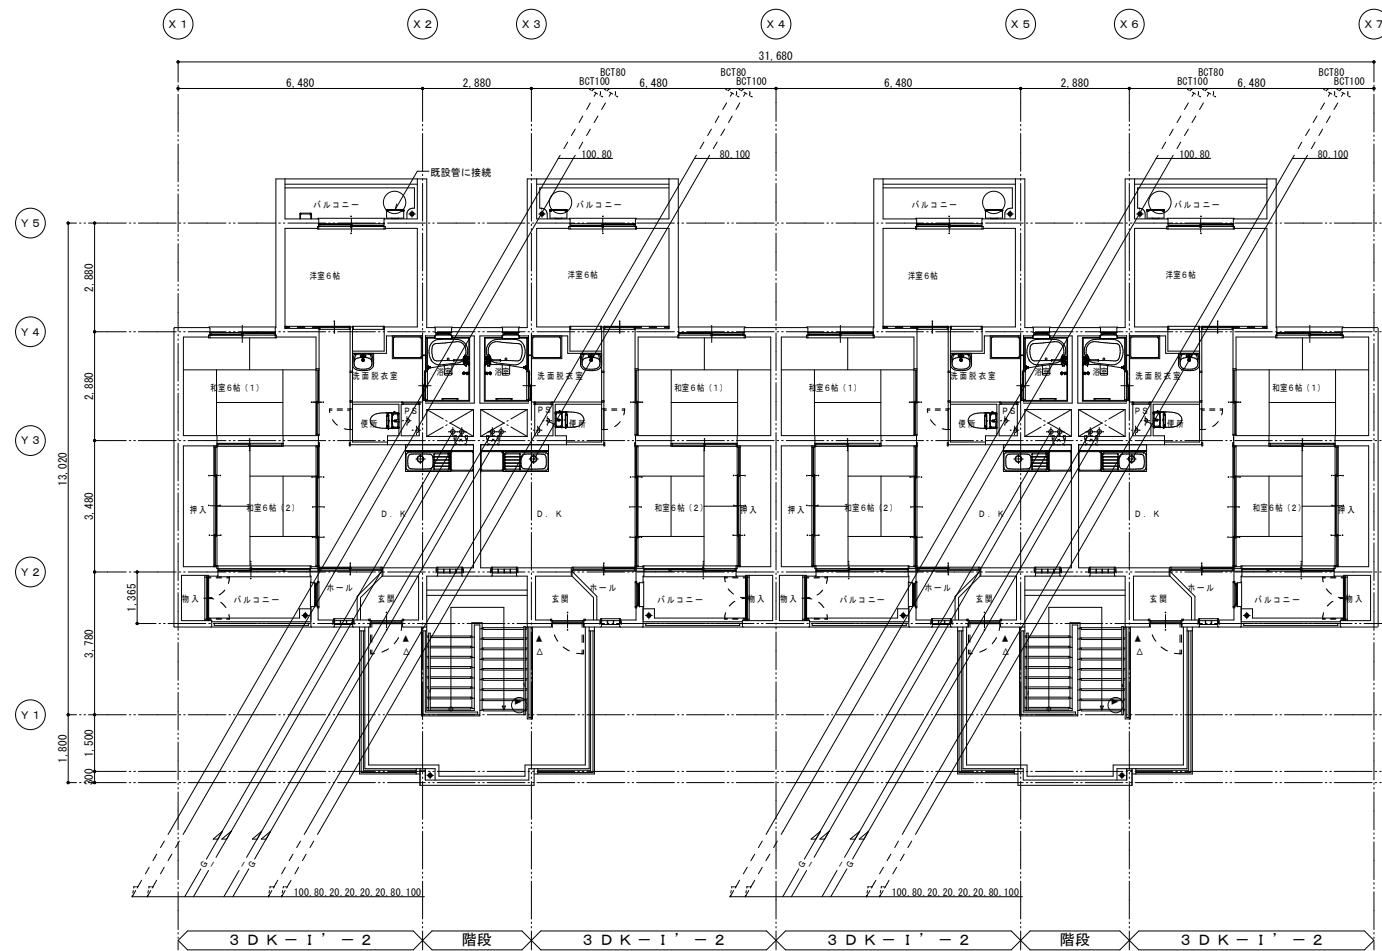 X1 X2 X3 X4 X5 X6 X7
31,680
BCT80 BCT80 BCT80 BCT80
6,480 2,880 BCT100 6,480 BCT100 6,480 2,880 BCT100 6,480 BCT100
100.80 80.100 100.80 80.100
既設管に接続
バルコニー バルコニー バルコニー バルコニー
Y5
洋室6帖 洋室6帖 洋室6帖 洋室6帖
2,880
Y4
浴室 浴室 浴室 浴室
洗面脱衣室 洗面脱衣室 洗面脱衣室 洗面脱衣室
和室6帖(1) 和室6帖(1) 和室6帖(1) 和室6帖(1)
2,880
PS PS PS PS
便所 便所 便所 便所
Y3
13,020
3,480
押入 和室6帖(2) D.K D.K 和室6帖(2) 押入 押入 和室6帖(2) D.K D.K 和室6帖(2) 押入
Y2
1,365
ホール ホール ホール ホール
物入 バルコニー 玄関 玄関 バルコニー 物入 物入 バルコニー 玄関 玄関 バルコニー 物入
3,780
Y1
1,800
1,500
300
G G G G
100.80.20.20.20.20.80.100 100.80.20.20.20.20.80.100
3DK-I'-2 階段 3DK-I'-2 3DK-I'-2 階段 3DK-I'-2